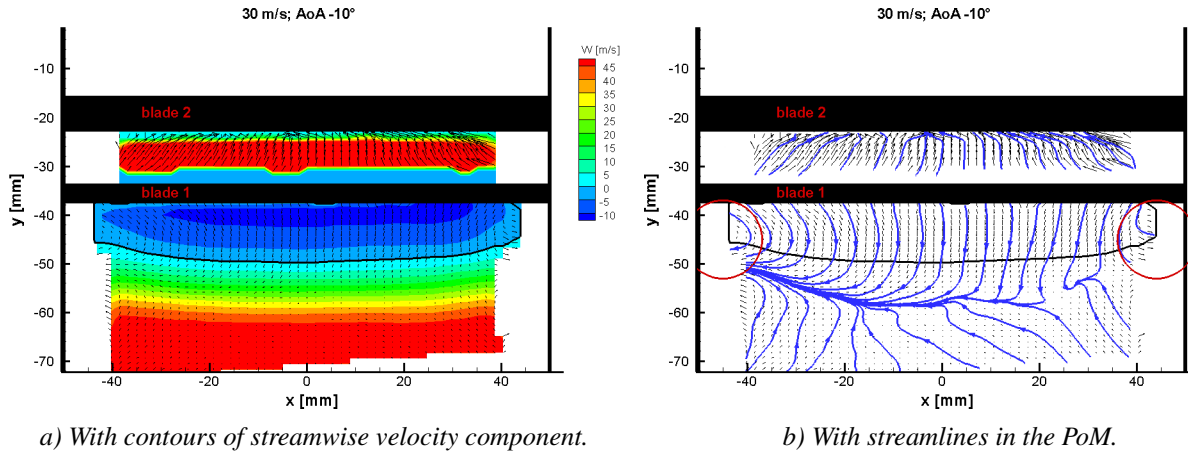 30 m/s; AoA -10°
y [mm]
-10
-20
-30
-40
-50
-60
-70
blade 2
blade 1
-40
-20
0
20
40
x [mm]
W [m/s]
45
40
35
30
25
20
15
10
5
0
-5
-10
a) With contours of streamwise velocity component.
30 m/s; AoA -10°
y [mm]
-10
-20
-30
-40
-50
-60
-70
blade 2
blade 1
-40
-20
0
20
40
x [mm]
b) With streamlines in the PoM.